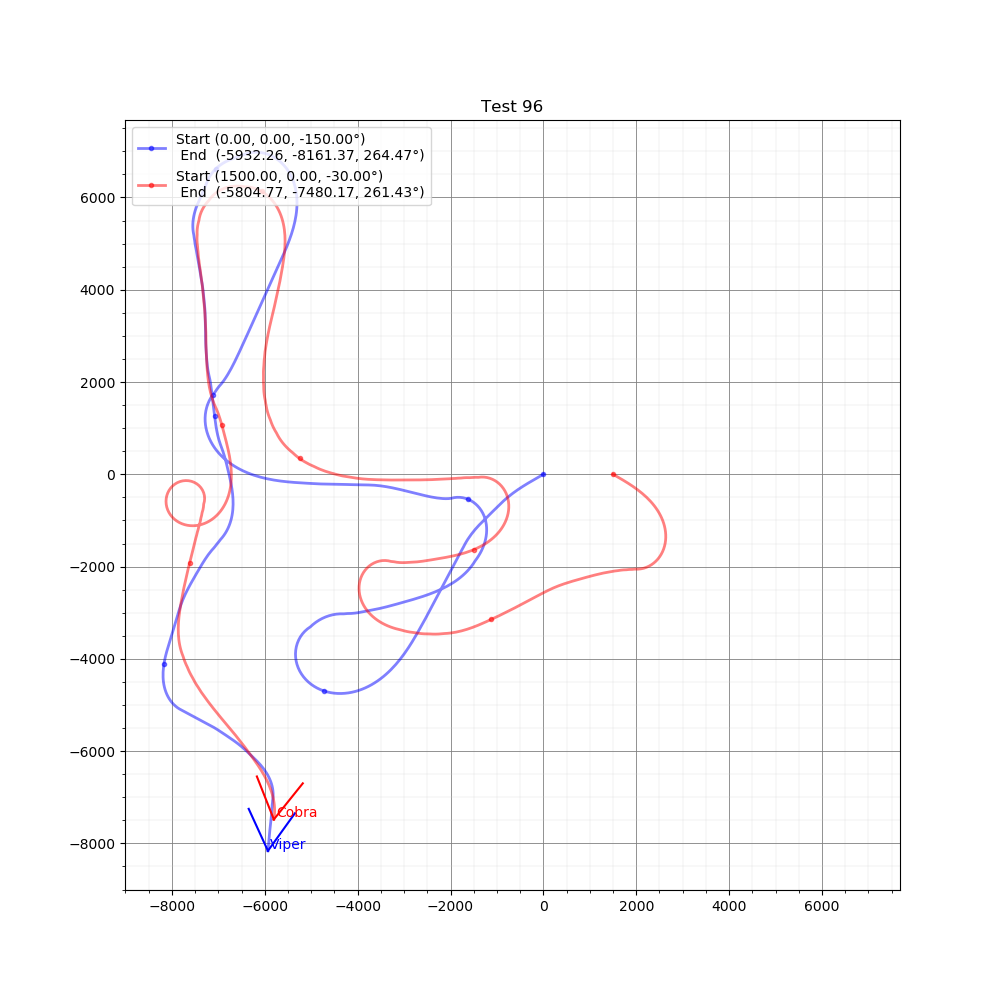 Test 96
Start (0.00, 0.00, -150.00°)
End  (-5932.26, -8161.37, 264.47°)
Start (1500.00, 0.00, -30.00°)
End  (-5804.77, -7480.17, 261.43°)
6000
4000
2000
0
−2000
−4000
−6000
−8000
Cobra
Viper
−8000 −6000 −4000 −2000 0 2000 4000 6000